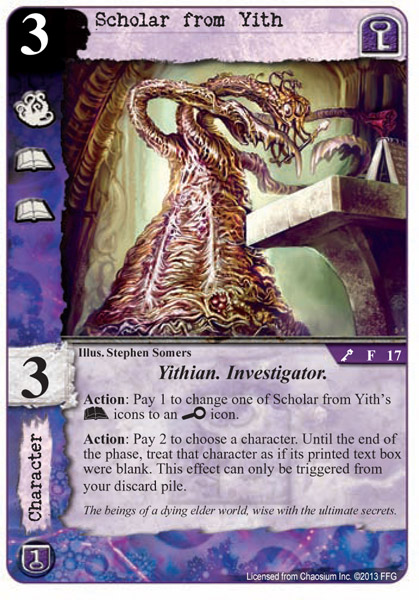 3
Scholar from Yith
Illus. Stephen Somers
F 17
3
Yithian. Investigator.
Action: Pay 1 to change one of Scholar from Yith's
icons to an icon.
Action: Pay 2 to choose a character. Until the end of
the phase, treat that character as if its printed text box
were blank. This effect can only be triggered from
your discard pile.
The beings of a dying elder world, wise with the ultimate secrets.
Character
1
Licensed from Chaosium Inc. ©2013 FFG